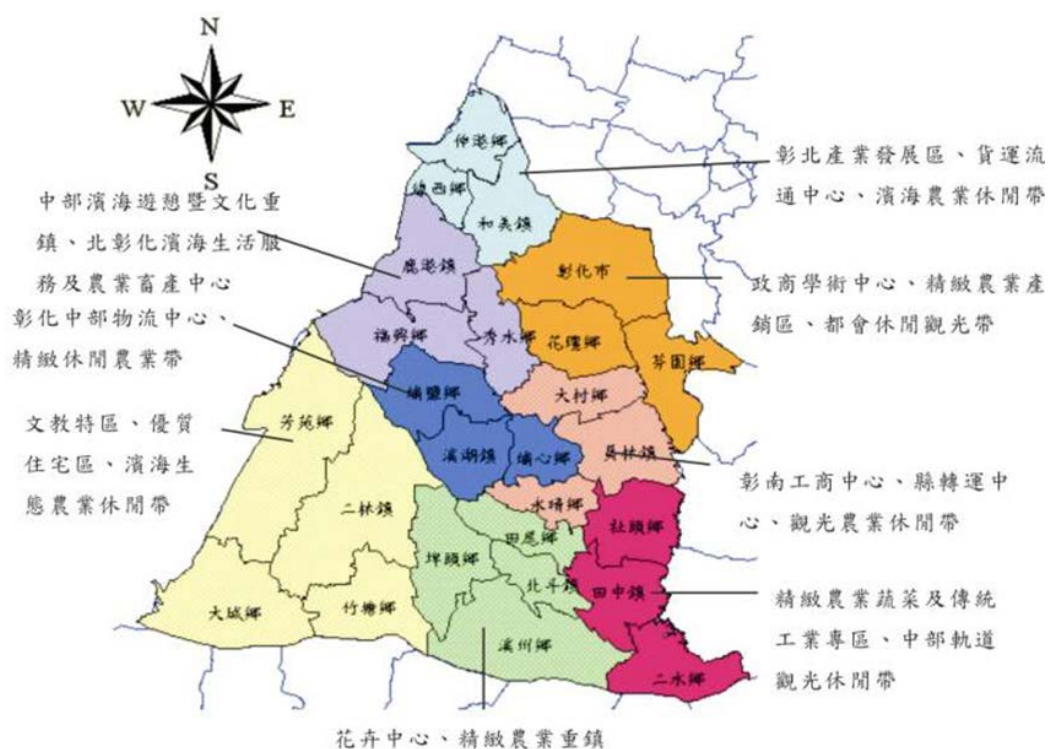 N
W
E
S
彰北產業發展區、貨運流
通中心、濱海農業休閒帶
中部濱海遊憩暨文化重
鎮、北彰化濱海生活服
務及農業畜產中心
政商學術中心、精緻農業產
銷區、都會休閒觀光帶
彰化中部物流中心、
精緻休閒農業帶
文教特區、優質
住宅區、濱海生
態農業休閒帶
彰南工商中心、縣轉運中
心、觀光農業休閒帶
精緻農業蔬菜及傳統
工業專區、中部軌道
觀光休閒帶
花卉中心、精緻農業重鎮
伸港鄉
線西鄉
和美鎮
鹿港鎮
彰化市
福興鄉
秀水鄉
花壇鄉
芬園鄉
埔鹽鄉
大村鄉
芳苑鄉
溪湖鎮
埔心鄉
員林鎮
二林鎮
永靖鄉
社頭鄉
田尾鄉
埤頭鄉
北斗鎮
田中鎮
大城鄉
竹塘鄉
溪州鄉
二水鄉